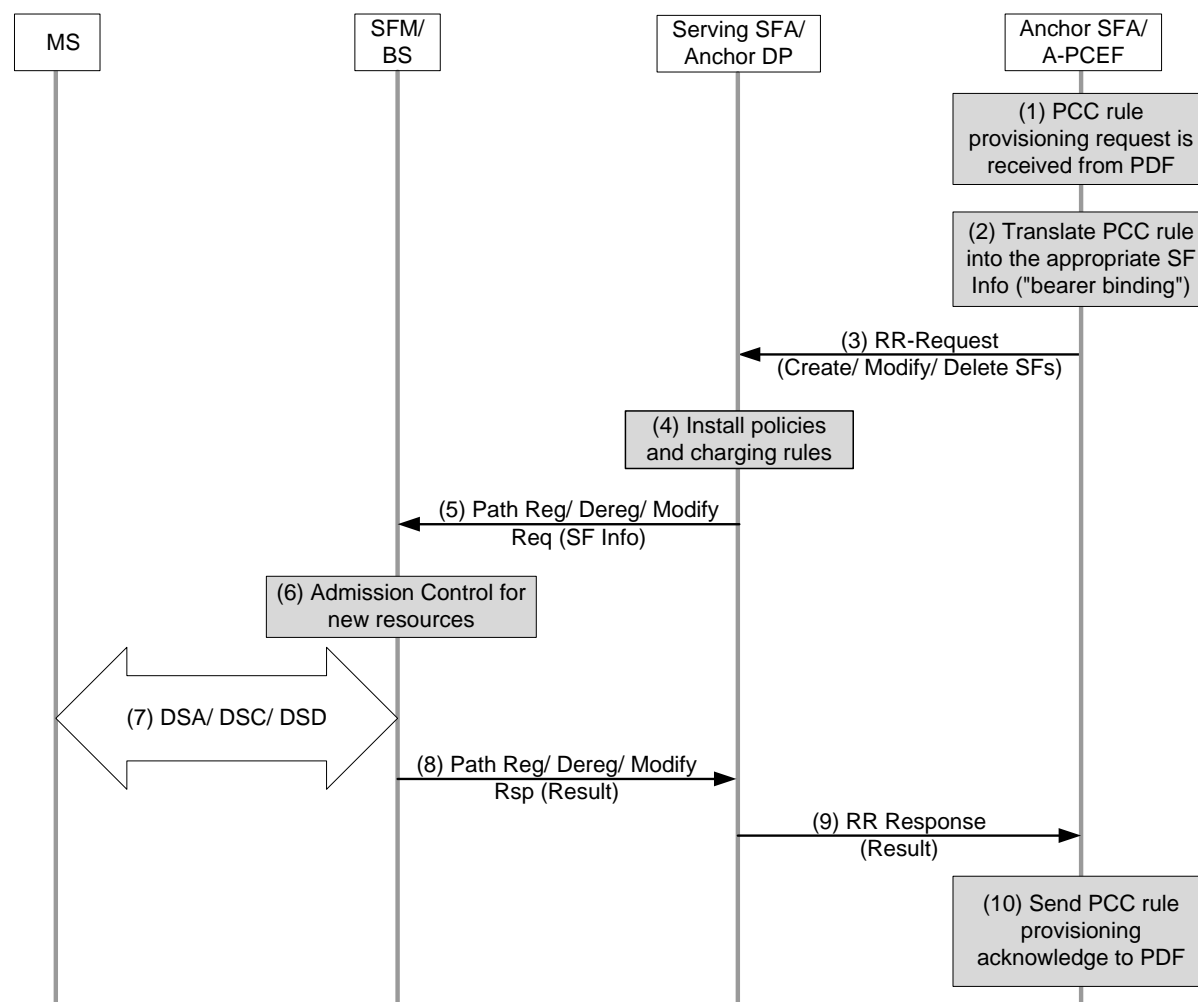 MS
SFM/
BS
Serving SFA/
Anchor DP
Anchor SFA/
A-PCEF
(1) PCC rule
provisioning request is
received from PDF
(2) Translate PCC rule
into the appropriate SF
Info ("bearer binding")
(3) RR-Request
(Create/ Modify/ Delete SFs)
(4) Install policies
and charging rules
(5) Path Reg/ Dereg/ Modify
Req (SF Info)
(6) Admission Control for
new resources
(7) DSA/ DSC/ DSD
(8) Path Reg/ Dereg/ Modify
Rsp (Result)
(9) RR Response
(Result)
(10) Send PCC rule
provisioning
acknowledge to PDF